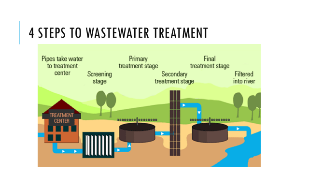 4 STEPS TO WASTEWATER TREATMENT
Pipes take water
to treatment
center
Screening
stage
Primary
treatment stage
Secondary
treatment stage
Final
treatment stage
Filtered
into river
TREATMENT
CENTER